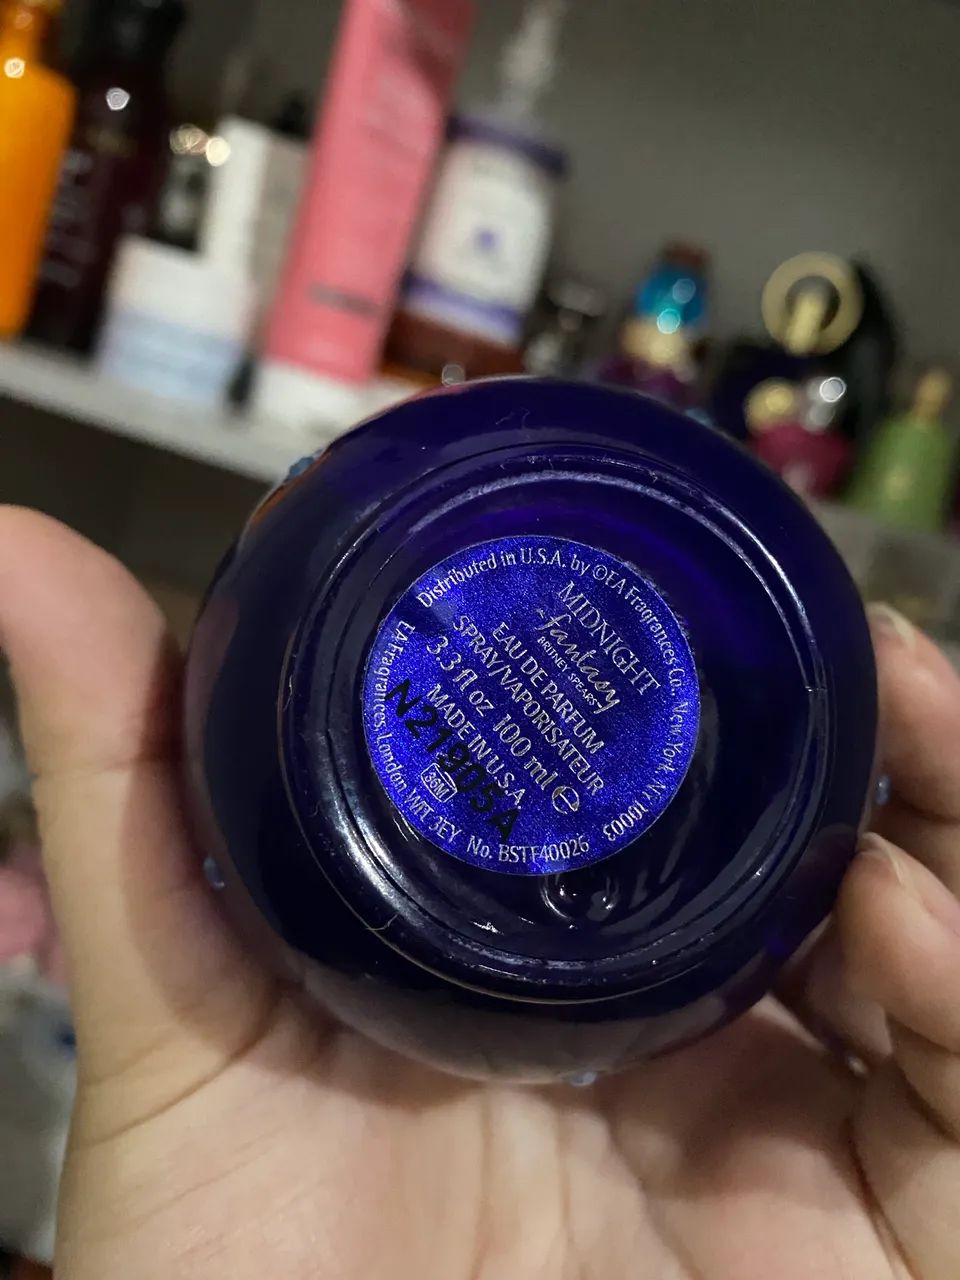 Distributed in U.S.A. by ©EA Fragrances Co., New York, NY 10003
MIDNIGHT
fantasy
BRITNEY SPEARS
EAU DE PARFUM
SPRAY/VAPORISATEUR
3.3 fl oz 100 ml ℮
MADE IN U.S.A.
N21905A
36M
EA Fragrances, London W1T 7EY No. BSTF40026